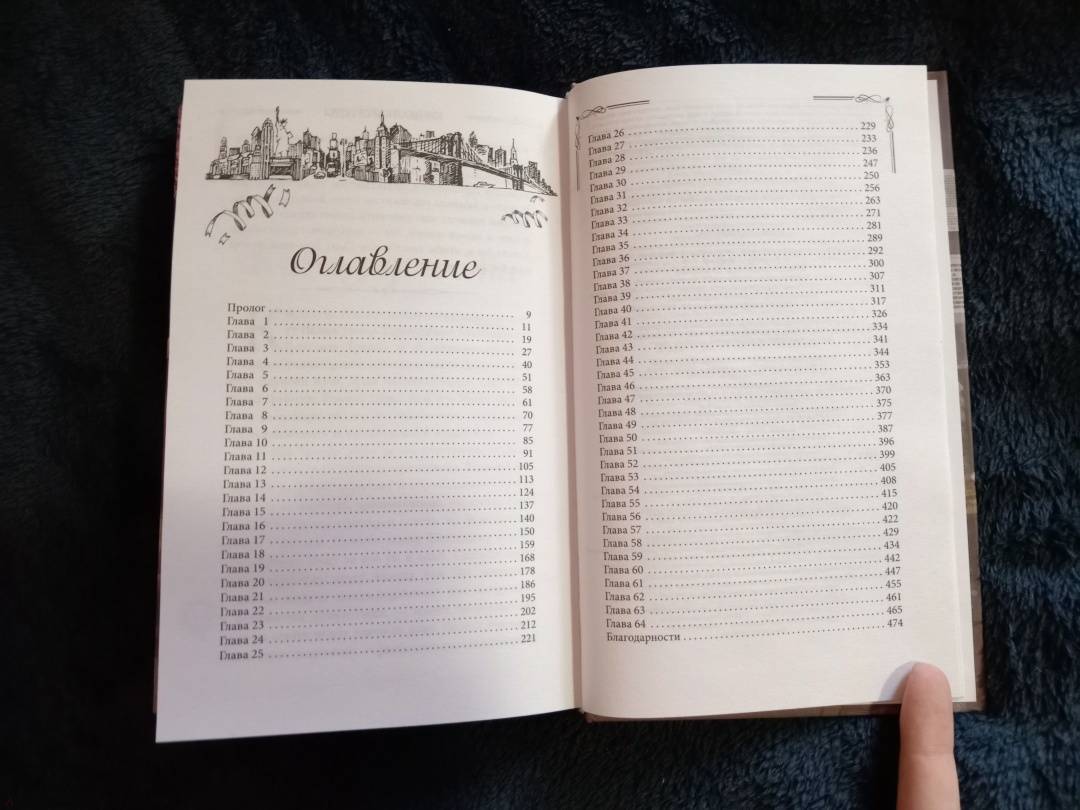 Оглавление
Пролог ........ 9
Глава 1 ........ 11
Глава 2 ........ 19
Глава 3 ........ 27
Глава 4 ........ 40
Глава 5 ........ 51
Глава 6 ........ 58
Глава 7 ........ 61
Глава 8 ........ 70
Глава 9 ........ 77
Глава 10 ........ 85
Глава 11 ........ 91
Глава 12 ........ 105
Глава 13 ........ 113
Глава 14 ........ 124
Глава 15 ........ 137
Глава 16 ........ 140
Глава 17 ........ 150
Глава 18 ........ 159
Глава 19 ........ 168
Глава 20 ........ 178
Глава 21 ........ 186
Глава 22 ........ 195
Глава 23 ........ 202
Глава 24 ........ 212
Глава 25 ........ 221
Глава 26 ........ 229
Глава 27 ........ 233
Глава 28 ........ 236
Глава 29 ........ 247
Глава 30 ........ 250
Глава 31 ........ 256
Глава 32 ........ 263
Глава 33 ........ 271
Глава 34 ........ 281
Глава 35 ........ 289
Глава 36 ........ 292
Глава 37 ........ 300
Глава 38 ........ 307
Глава 39 ........ 311
Глава 40 ........ 317
Глава 41 ........ 326
Глава 42 ........ 334
Глава 43 ........ 341
Глава 44 ........ 344
Глава 45 ........ 353
Глава 46 ........ 363
Глава 47 ........ 370
Глава 48 ........ 375
Глава 49 ........ 377
Глава 50 ........ 387
Глава 51 ........ 396
Глава 52 ........ 399
Глава 53 ........ 405
Глава 54 ........ 408
Глава 55 ........ 415
Глава 56 ........ 420
Глава 57 ........ 422
Глава 58 ........ 429
Глава 59 ........ 434
Глава 60 ........ 442
Глава 61 ........ 447
Глава 62 ........ 455
Глава 63 ........ 461
Глава 64 ........ 465
Благодарности ........ 474